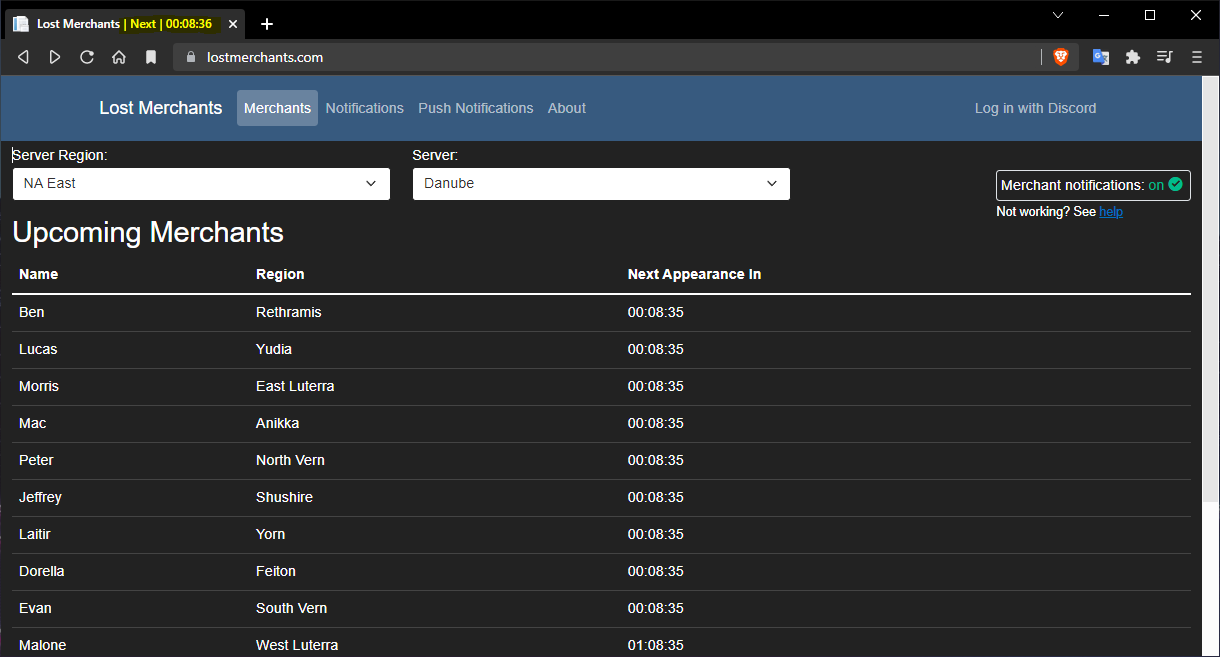 Lost Merchants | Next | 00:08:36
lostmerchants.com
Lost Merchants Merchants Notifications Push Notifications About Log in with Discord
Server Region: Server:
NA East Danube
Merchant notifications: on
Not working? See help
Upcoming Merchants
Name Region Next Appearance In
Ben Rethramis 00:08:35
Lucas Yudia 00:08:35
Morris East Luterra 00:08:35
Mac Anikka 00:08:35
Peter North Vern 00:08:35
Jeffrey Shushire 00:08:35
Laitir Yorn 00:08:35
Dorella Feiton 00:08:35
Evan South Vern 00:08:35
Malone West Luterra 01:08:35